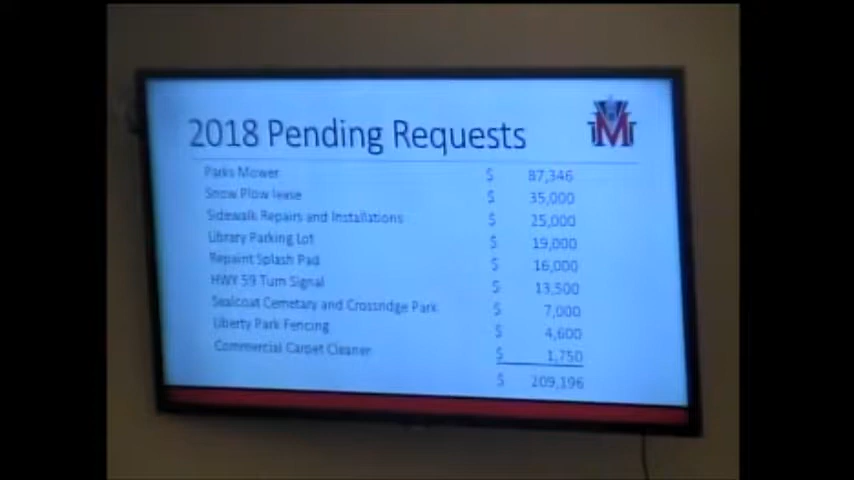 2018 Pending Requests
Parks Mower $ 87,346
Snow Plow lease $ 35,000
Sidewalk Repairs and Installations $ 25,000
Library Parking Lot $ 19,000
Repaint Splash Pad $ 16,000
HWY 59 Turn Signal $ 13,500
Sealcoat Cemetary and Crossridge Park $ 7,000
Liberty Park Fencing $ 4,600
Commercial Carpet Cleaner $ 1,750
$ 209,196